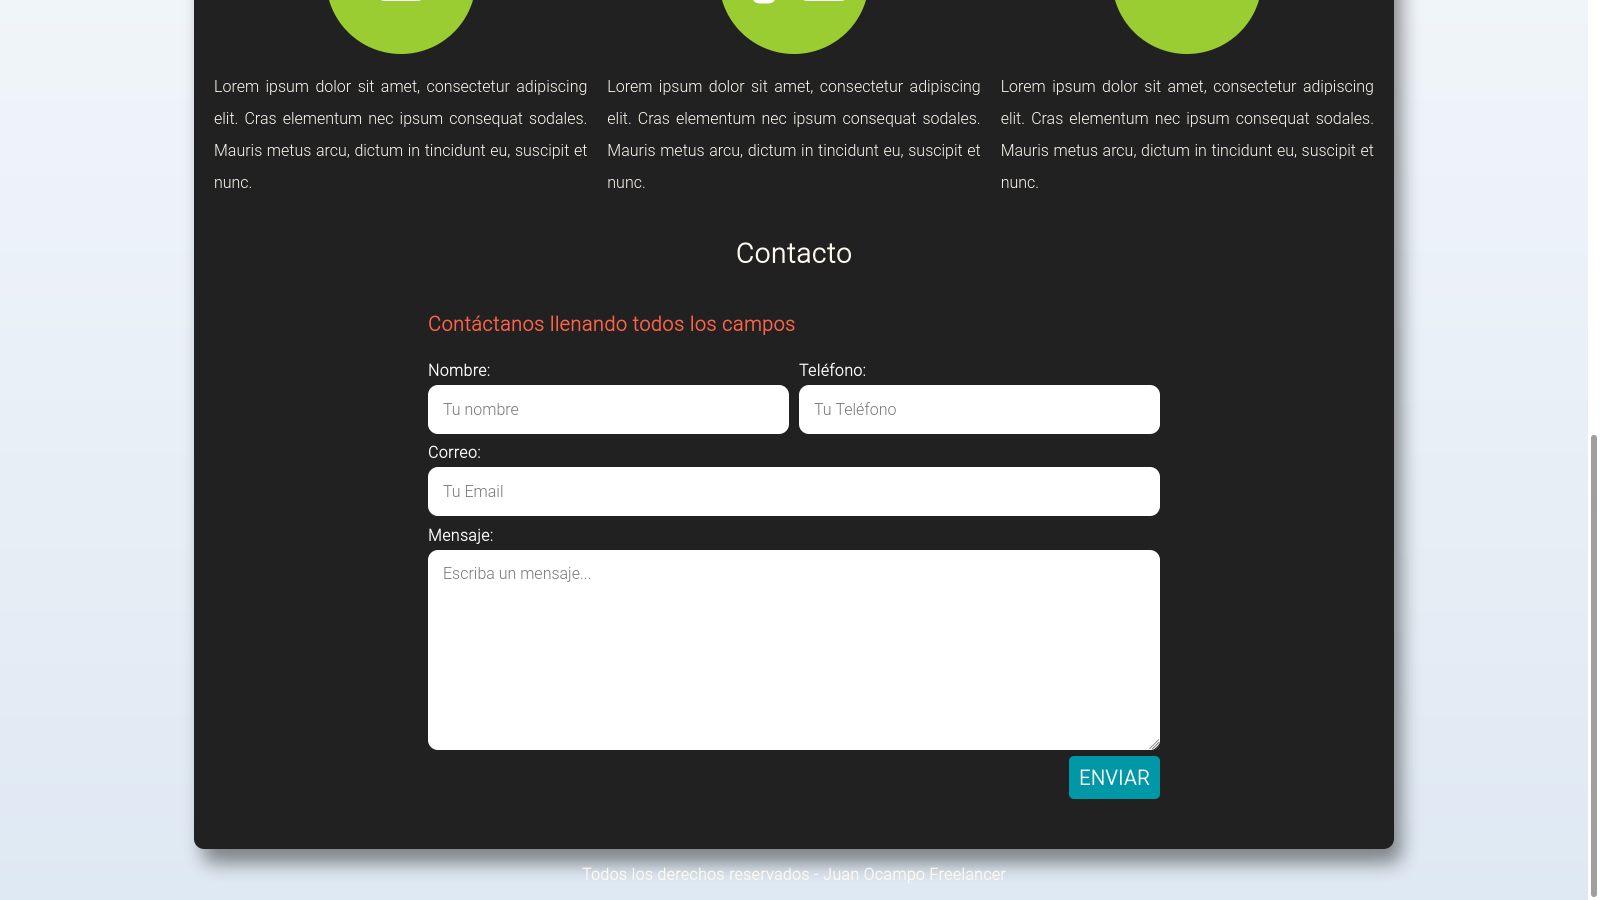 Lorem ipsum dolor sit amet, consectetur adipiscing
elit. Cras elementum nec ipsum consequat sodales.
Mauris metus arcu, dictum in tincidunt eu, suscipit et
nunc.
Lorem ipsum dolor sit amet, consectetur adipiscing
elit. Cras elementum nec ipsum consequat sodales.
Mauris metus arcu, dictum in tincidunt eu, suscipit et
nunc.
Lorem ipsum dolor sit amet, consectetur adipiscing
elit. Cras elementum nec ipsum consequat sodales.
Mauris metus arcu, dictum in tincidunt eu, suscipit et
nunc.
Contacto
Contáctanos llenando todos los campos
Nombre:
Tu nombre
Teléfono:
Tu Teléfono
Correo:
Tu Email
Mensaje:
Escriba un mensaje...
ENVIAR
Todos los derechos reservados - Juan Ocampo Freelancer